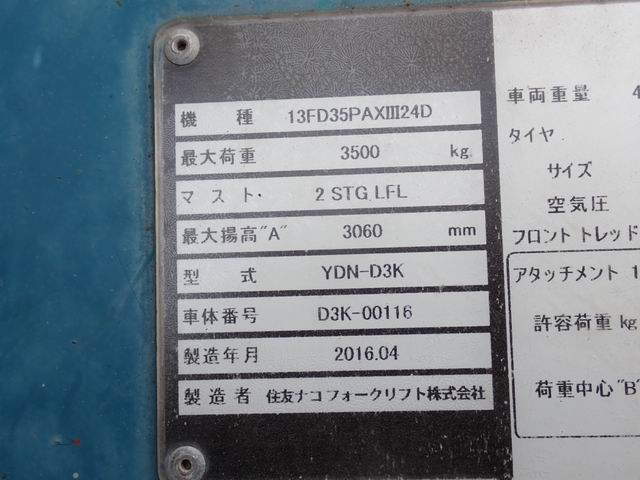 機 種 13FD35PAXⅢ24D
最大荷重 3500 kg
マスト・ 2 STG LFL
最大揚高"A" 3060 mm
型 式 YDN-D3K
車体番号 D3K-00116
製造年月 2016.04
製造者 住友ナコフォークリフト株式会社
車両重量 4
タイヤ
サイズ
空気圧
フロントトレッド
アタッチメント 1
許容荷重 kg
荷重中心"B"